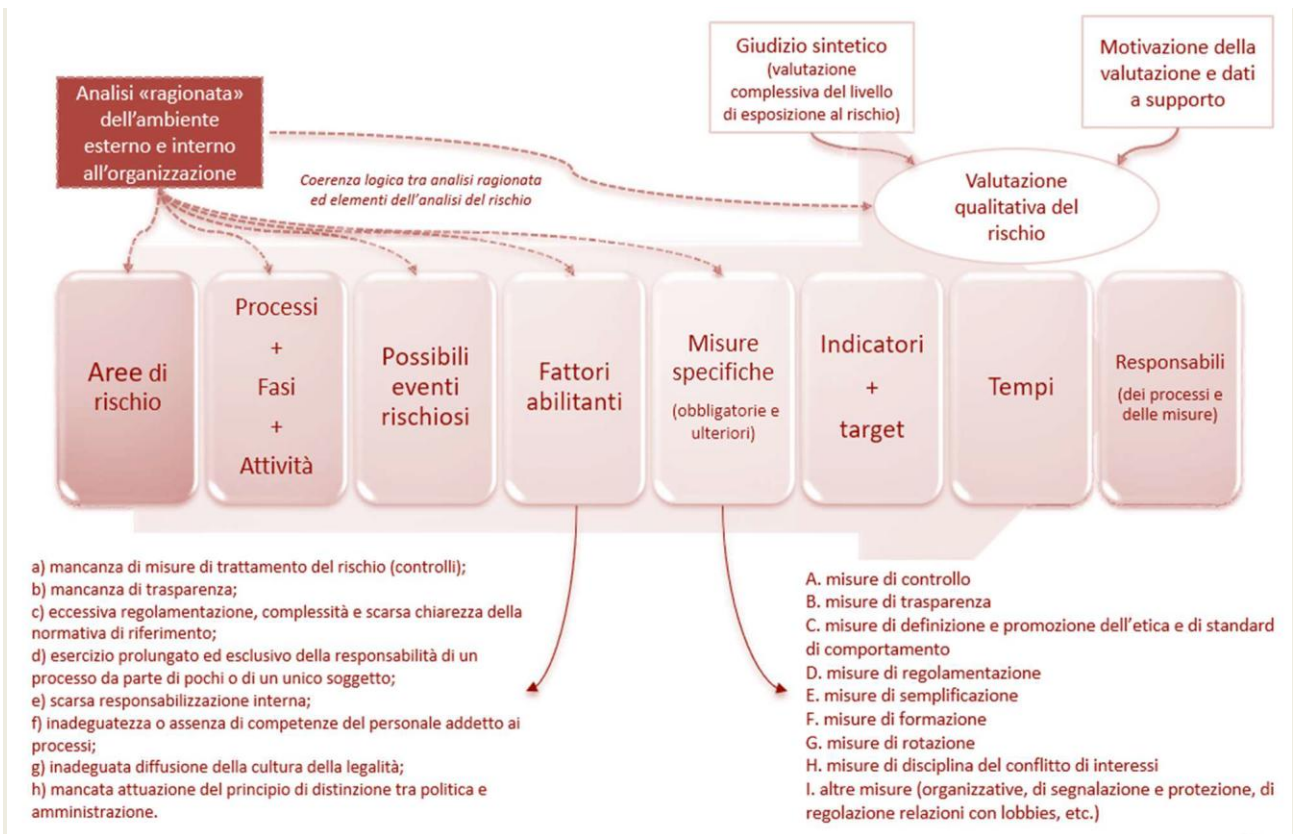 Analisi «ragionata»
dell'ambiente
esterno e interno
all'organizzazione
Giudizio sintetico
(valutazione
complessiva del livello
di esposizione al rischio)
Motivazione della
valutazione e dati
a supporto
Coerenza logica tra analisi ragionata
ed elementi dell'analisi del rischio
Valutazione
qualitativa del
rischio
Aree di
rischio
Processi
+
Fasi
+
Attività
Possibili
eventi
rischiosi
Fattori
abilitanti
Misure
specifiche
(obbligatorie e
ulteriori)
Indicatori
+
target
Tempi
Responsabili
(dei processi e
delle misure)
a) mancanza di misure di trattamento del rischio (controlli);
b) mancanza di trasparenza;
c) eccessiva regolamentazione, complessità e scarsa chiarezza della
normativa di riferimento;
d) esercizio prolungato ed esclusivo della responsabilità di un
processo da parte di pochi o di un unico soggetto;
e) scarsa responsabilizzazione interna;
f) inadeguatezza o assenza di competenze del personale addetto ai
processi;
g) inadeguata diffusione della cultura della legalità;
h) mancata attuazione del principio di distinzione tra politica e
amministrazione.
A. misure di controllo
B. misure di trasparenza
C. misure di definizione e promozione dell'etica e di standard
di comportamento
D. misure di regolamentazione
E. misure di semplificazione
F. misure di formazione
G. misure di rotazione
H. misure di disciplina del conflitto di interessi
I. altre misure (organizzative, di segnalazione e protezione, di
regolazione relazioni con lobbies, etc.)